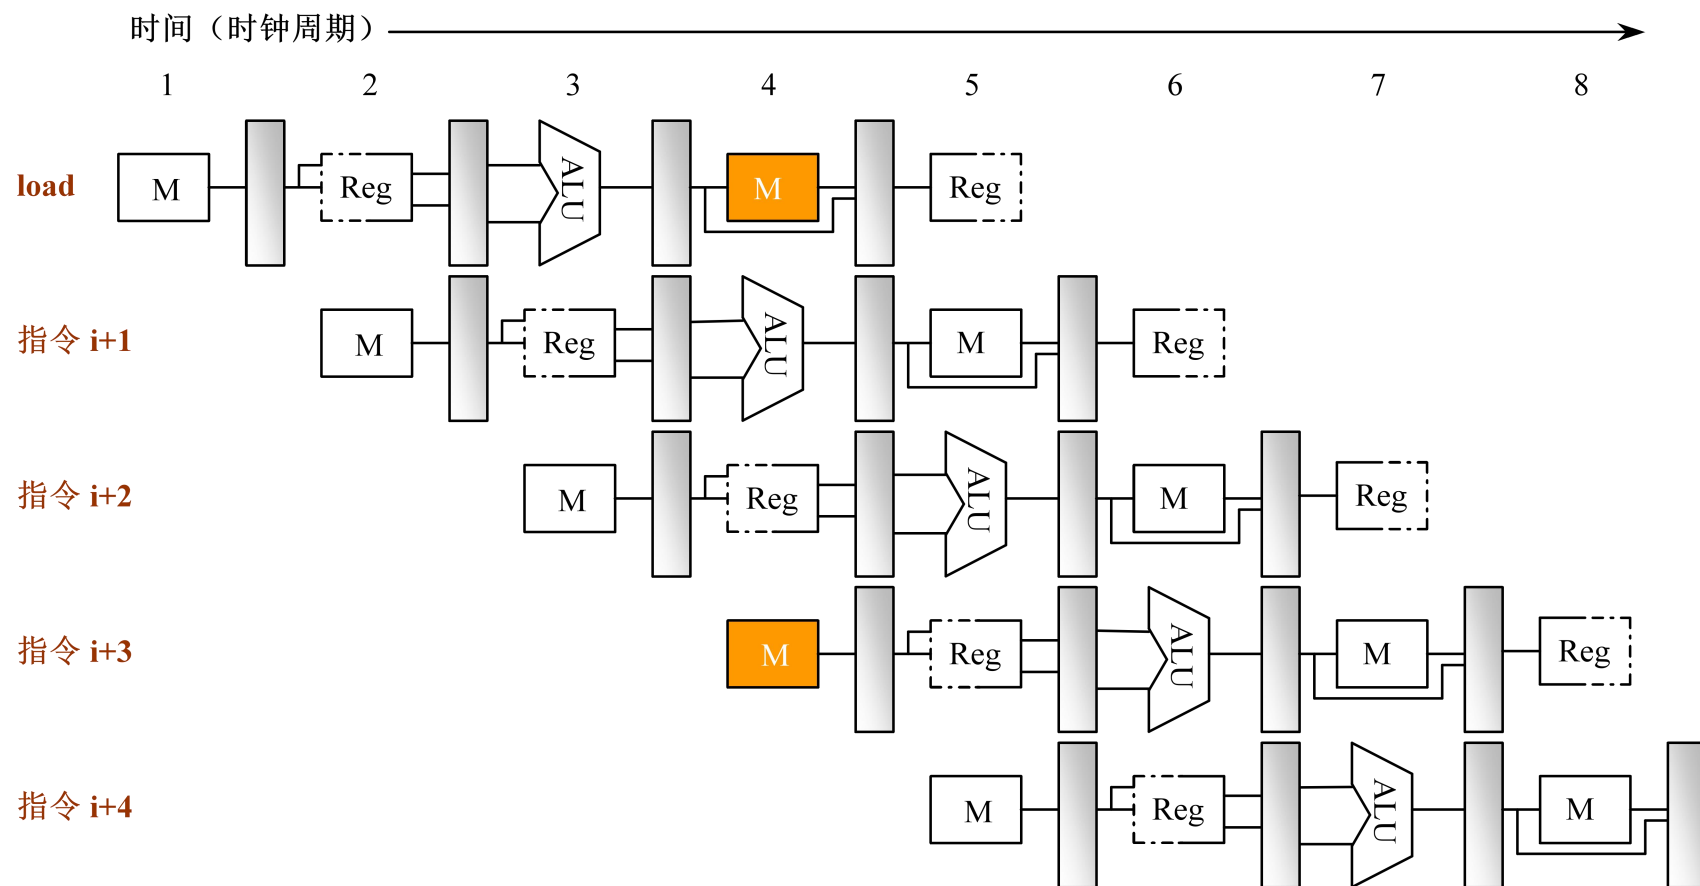 时间（时钟周期）
1 2 3 4 5 6 7 8
load M Reg ALU M Reg
指令 i+1 M Reg ALU M Reg
指令 i+2 M Reg ALU M Reg
指令 i+3 M Reg ALU M Reg
指令 i+4 M Reg ALU M